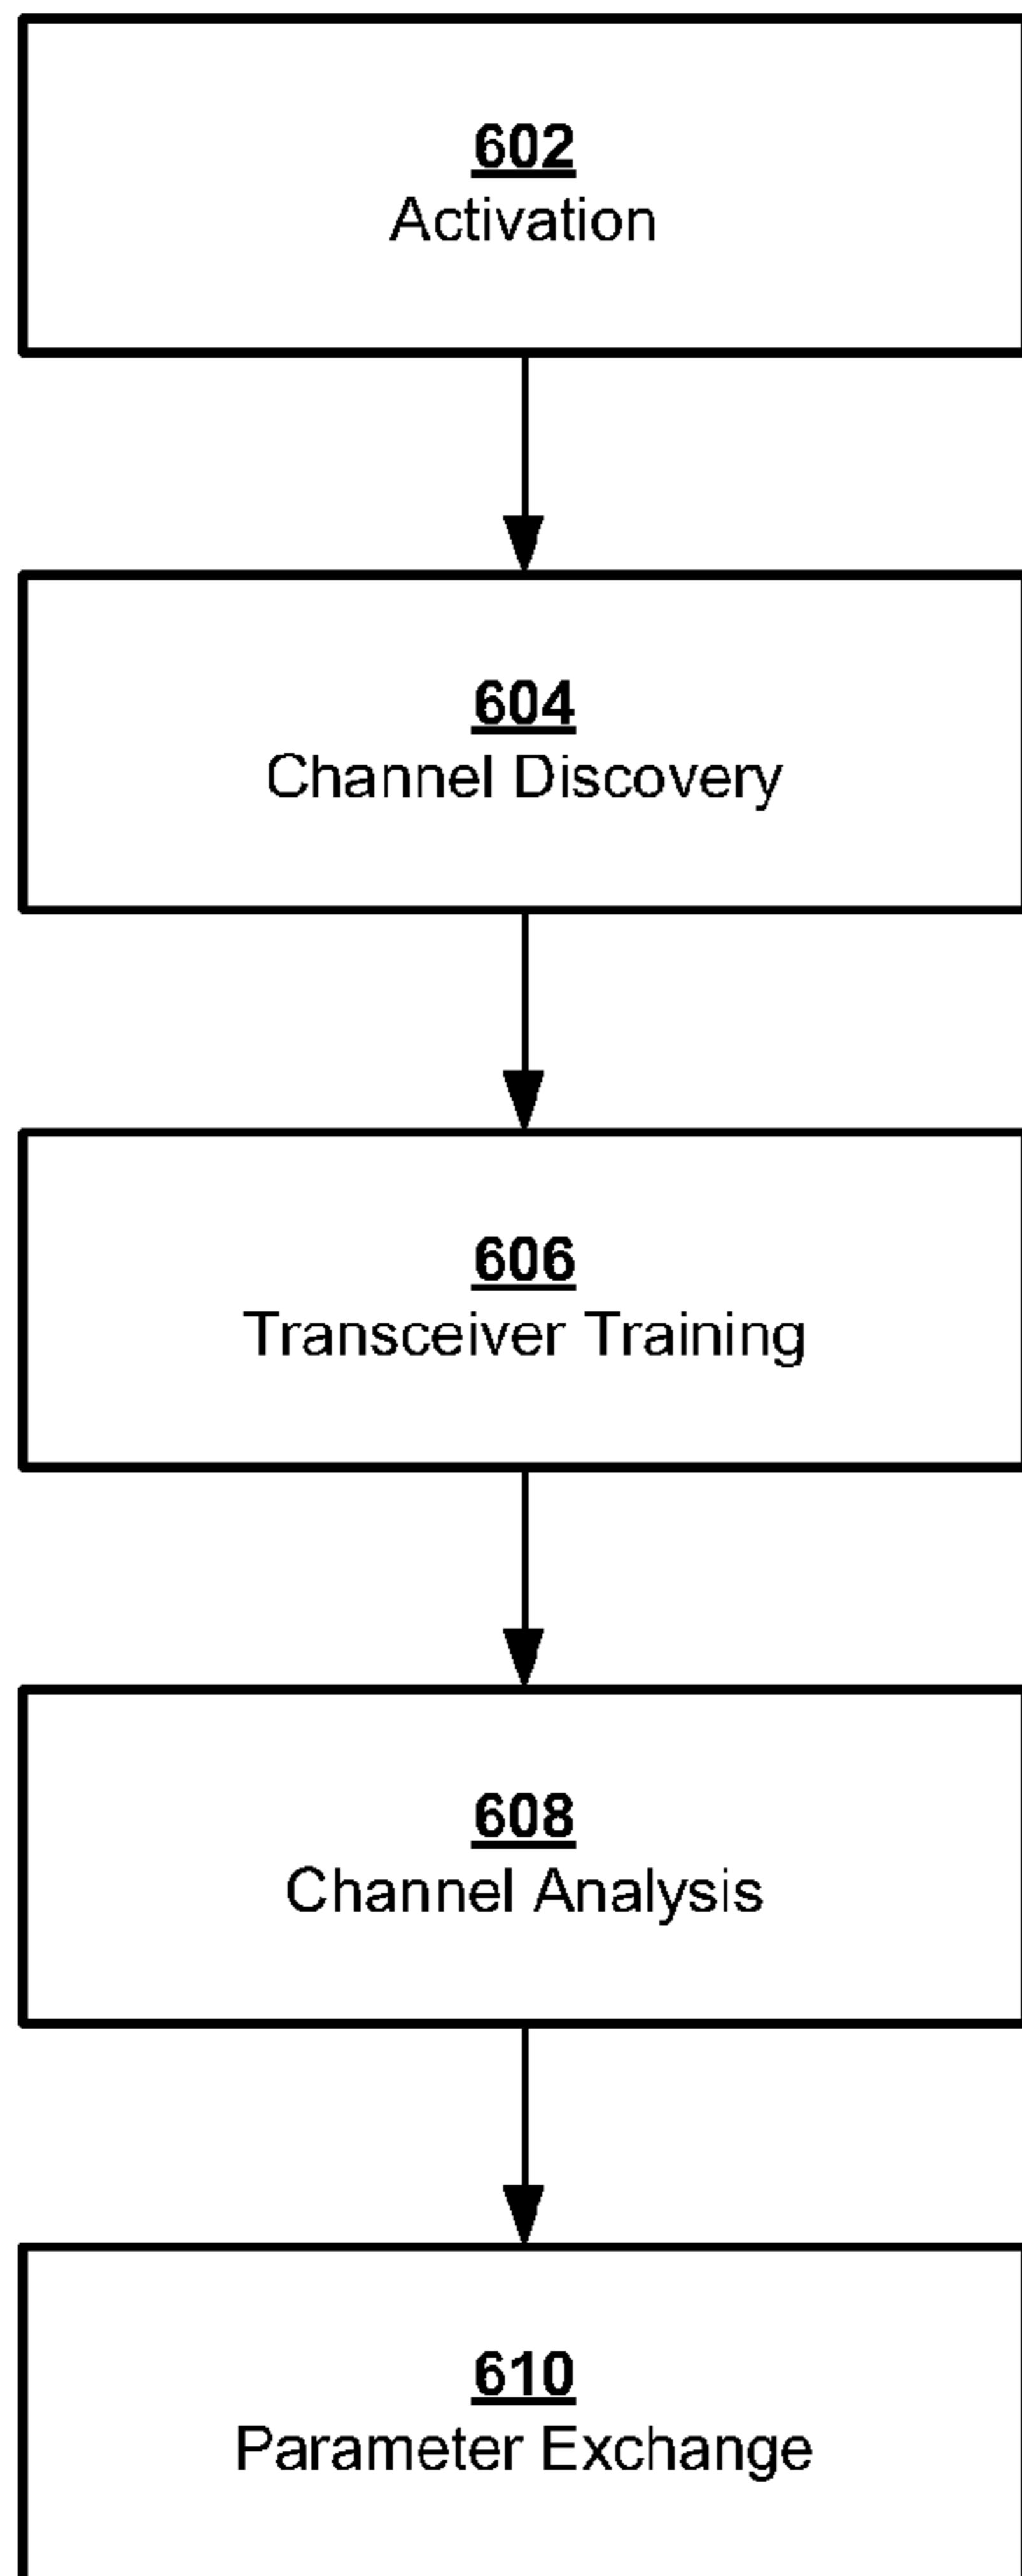 602
Activation
604
Channel Discovery
606
Transceiver Training
608
Channel Analysis
610
Parameter Exchange